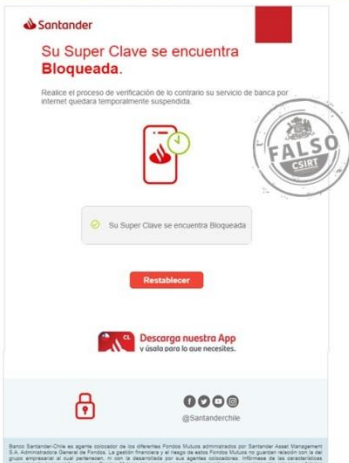 Santander
Su Super Clave se encuentra
Bloqueada.
Realice el proceso de verificación de lo contrario su servicio de banca por
internet quedara temporalmente suspendida.
FALSO
CSIRT
Su Super Clave se encuentra Bloqueada
Restablecer
CL
Descarga nuestra App
y úsala para lo que necesites.
@Santanderchile
Banco Santander-Chile es agente colocador de los diferentes Fondos Mutuos administrados por Santander Asset Management
S.A. Administradora General de Fondos. La gestión financiera y el riesgo de estos Fondos Mutuos no guardan relación con la del
grupo empresarial al cual pertenecen, ni con la desarrollada por sus agentes colocadores. Infórmese de las características